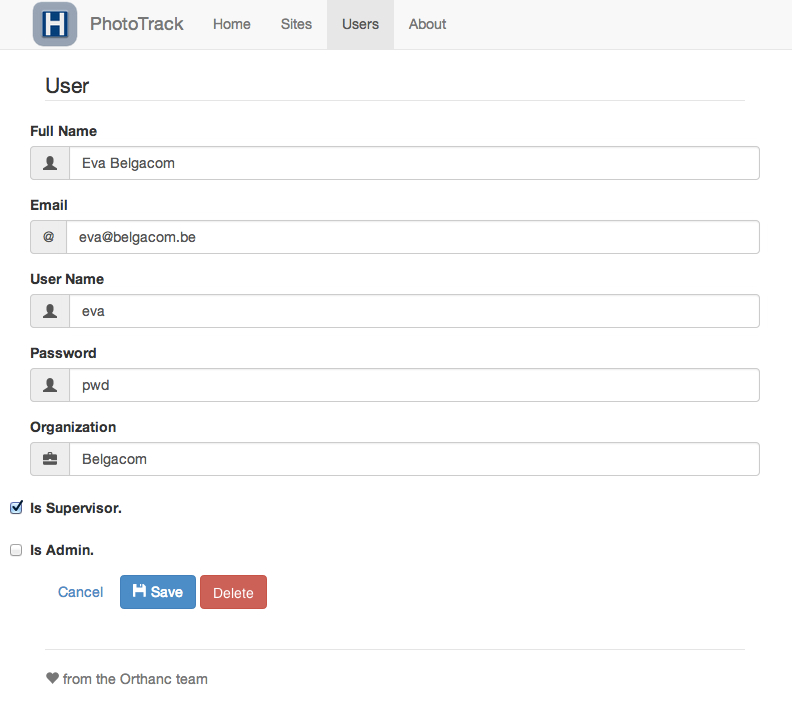 H PhotoTrack Home Sites Users About
User
Full Name
Eva Belgacom
Email
@ eva@belgacom.be
User Name
eva
Password
pwd
Organization
Belgacom
Is Supervisor.
Is Admin.
Cancel Save Delete
from the Orthanc team